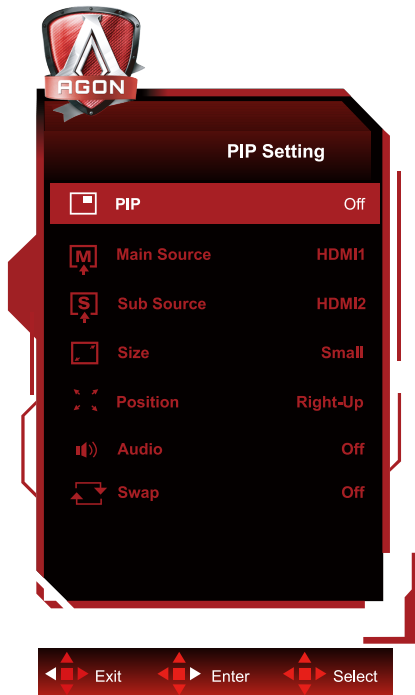 AGON
PIP Setting
PIP Off
Main Source HDMI1
Sub Source HDMI2
Size Small
Position Right-Up
Audio Off
Swap Off
Exit Enter Select